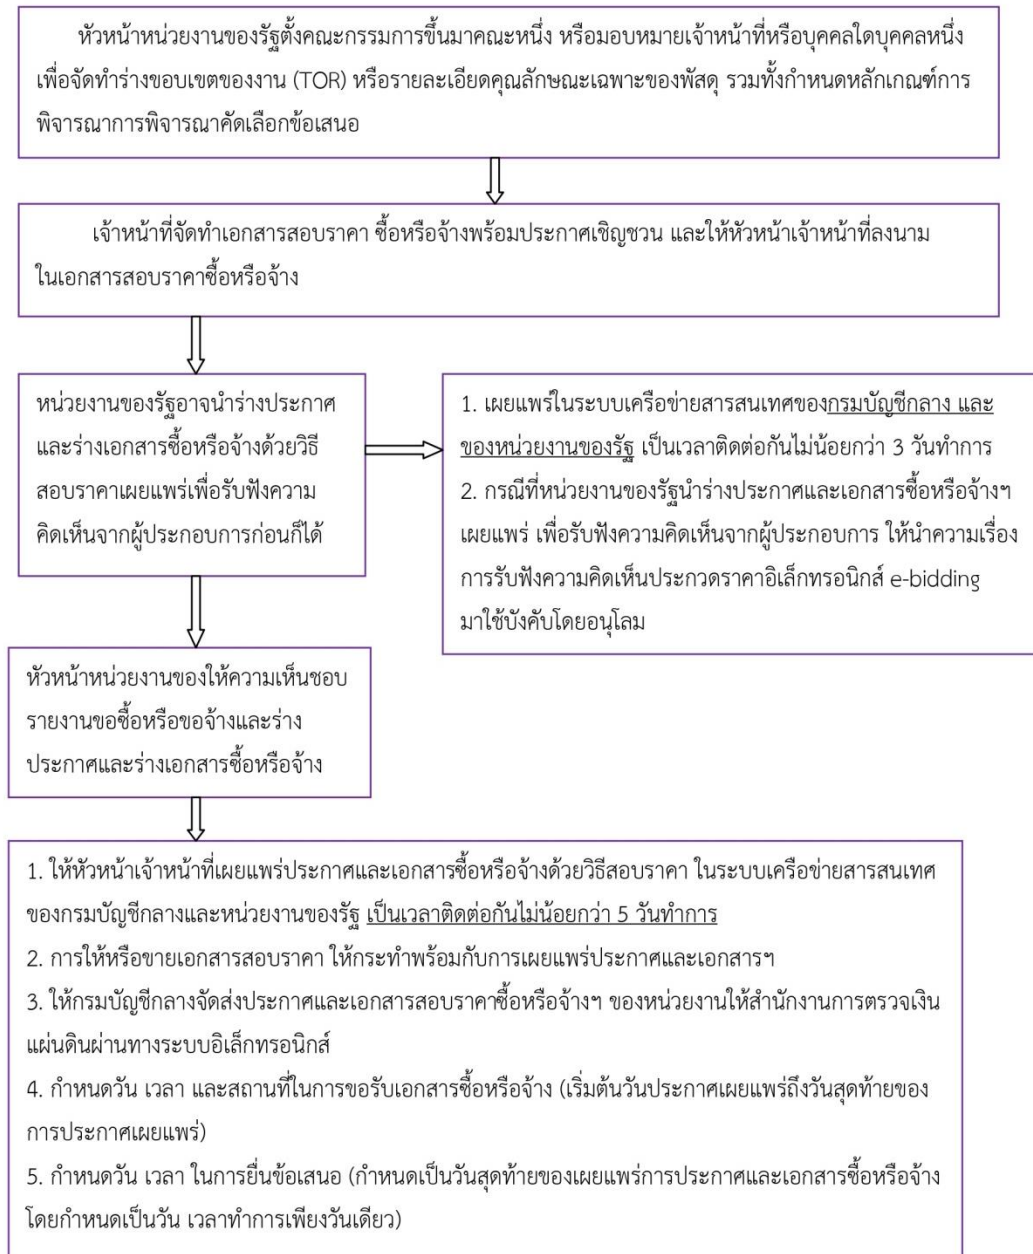 หัวหน้าหน่วยงานของรัฐตั้งคณะกรรมการขึ้นมาคณะหนึ่ง หรือมอบหมายเจ้าหน้าที่หรือบุคคลใดบุคคลหนึ่ง
เพื่อจัดทำร่างขอบเขตของงาน (TOR) หรือรายละเอียดคุณลักษณะเฉพาะของพัสดุ รวมทั้งกำหนดหลักเกณฑ์การ
พิจารณาการพิจารณาคัดเลือกข้อเสนอ
เจ้าหน้าที่จัดทำเอกสารสอบราคา ซื้อหรือจ้างพร้อมประกาศเชิญชวน และให้หัวหน้าเจ้าหน้าที่ลงนาม
ในเอกสารสอบราคาซื้อหรือจ้าง
หน่วยงานของรัฐอาจนำร่างประกาศ
และร่างเอกสารซื้อหรือจ้างด้วยวิธี
สอบราคาเผยแพร่เพื่อรับฟังความ
คิดเห็นจากผู้ประกอบการก่อนก็ได้
1. เผยแพร่ในระบบเครือข่ายสารสนเทศของกรมบัญชีกลาง และ
ของหน่วยงานของรัฐ เป็นเวลาติดต่อกันไม่น้อยกว่า 3 วันทำการ
2. กรณีที่หน่วยงานของรัฐนำร่างประกาศและเอกสารซื้อหรือจ้างฯ
เผยแพร่ เพื่อรับฟังความคิดเห็นจากผู้ประกอบการ ให้นำความเรื่อง
การรับฟังความคิดเห็นประกวดราคาอิเล็กทรอนิกส์ e-bidding
มาใช้บังคับโดยอนุโลม
หัวหน้าหน่วยงานของให้ความเห็นชอบ
รายงานขอซื้อหรือขอจ้างและร่าง
ประกาศและร่างเอกสารซื้อหรือจ้าง
1. ให้หัวหน้าเจ้าหน้าที่เผยแพร่ประกาศและเอกสารซื้อหรือจ้างด้วยวิธีสอบราคา ในระบบเครือข่ายสารสนเทศ
ของกรมบัญชีกลางและหน่วยงานของรัฐ เป็นเวลาติดต่อกันไม่น้อยกว่า 5 วันทำการ
2. การให้หรือขายเอกสารสอบราคา ให้กระทำพร้อมกับการเผยแพร่ประกาศและเอกสารฯ
3. ให้กรมบัญชีกลางจัดส่งประกาศและเอกสารสอบราคาซื้อหรือจ้างฯ ของหน่วยงานให้สำนักงานการตรวจเงิน
แผ่นดินผ่านทางระบบอิเล็กทรอนิกส์
4. กำหนดวัน เวลา และสถานที่ในการขอรับเอกสารซื้อหรือจ้าง (เริ่มต้นวันประกาศเผยแพร่ถึงวันสุดท้ายของ
การประกาศเผยแพร่)
5. กำหนดวัน เวลา ในการยื่นข้อเสนอ (กำหนดเป็นวันสุดท้ายของเผยแพร่การประกาศและเอกสารซื้อหรือจ้าง
โดยกำหนดเป็นวัน เวลาทำการเพียงวันเดียว)